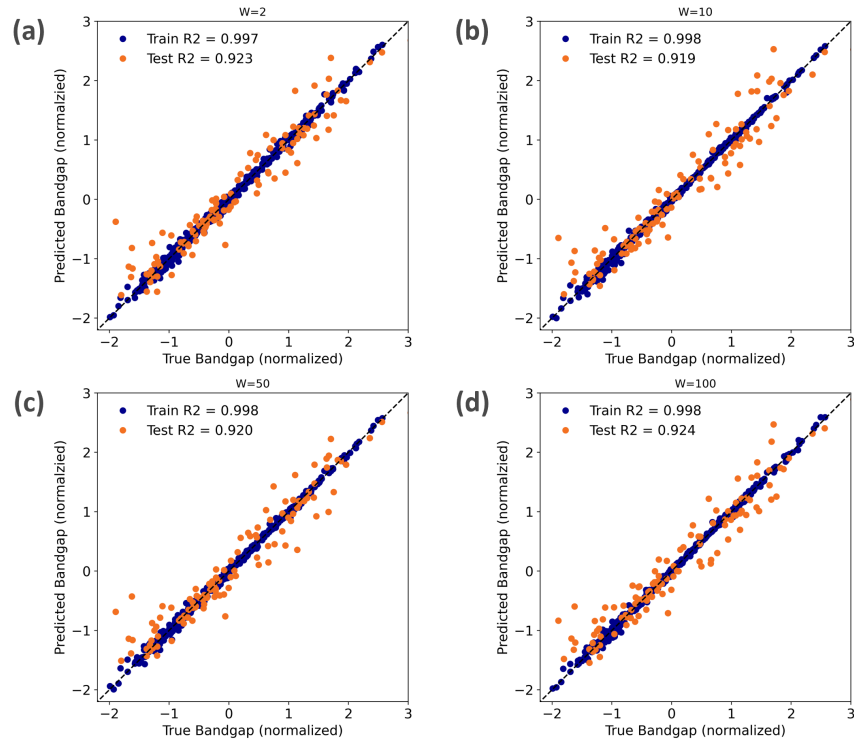 (a)
W=2
Train R2 = 0.997
Test R2 = 0.923
Predicted Bandgap (normalzied)
3
2
1
0
−1
−2
−2 −1 0 1 2 3
True Bandgap (normalized)
(b)
W=10
Train R2 = 0.998
Test R2 = 0.919
Predicted Bandgap (normalzied)
3
2
1
0
−1
−2
−2 −1 0 1 2 3
True Bandgap (normalized)
(c)
W=50
Train R2 = 0.998
Test R2 = 0.920
Predicted Bandgap (normalzied)
3
2
1
0
−1
−2
−2 −1 0 1 2 3
True Bandgap (normalized)
(d)
W=100
Train R2 = 0.998
Test R2 = 0.924
Predicted Bandgap (normalzied)
3
2
1
0
−1
−2
−2 −1 0 1 2 3
True Bandgap (normalized)